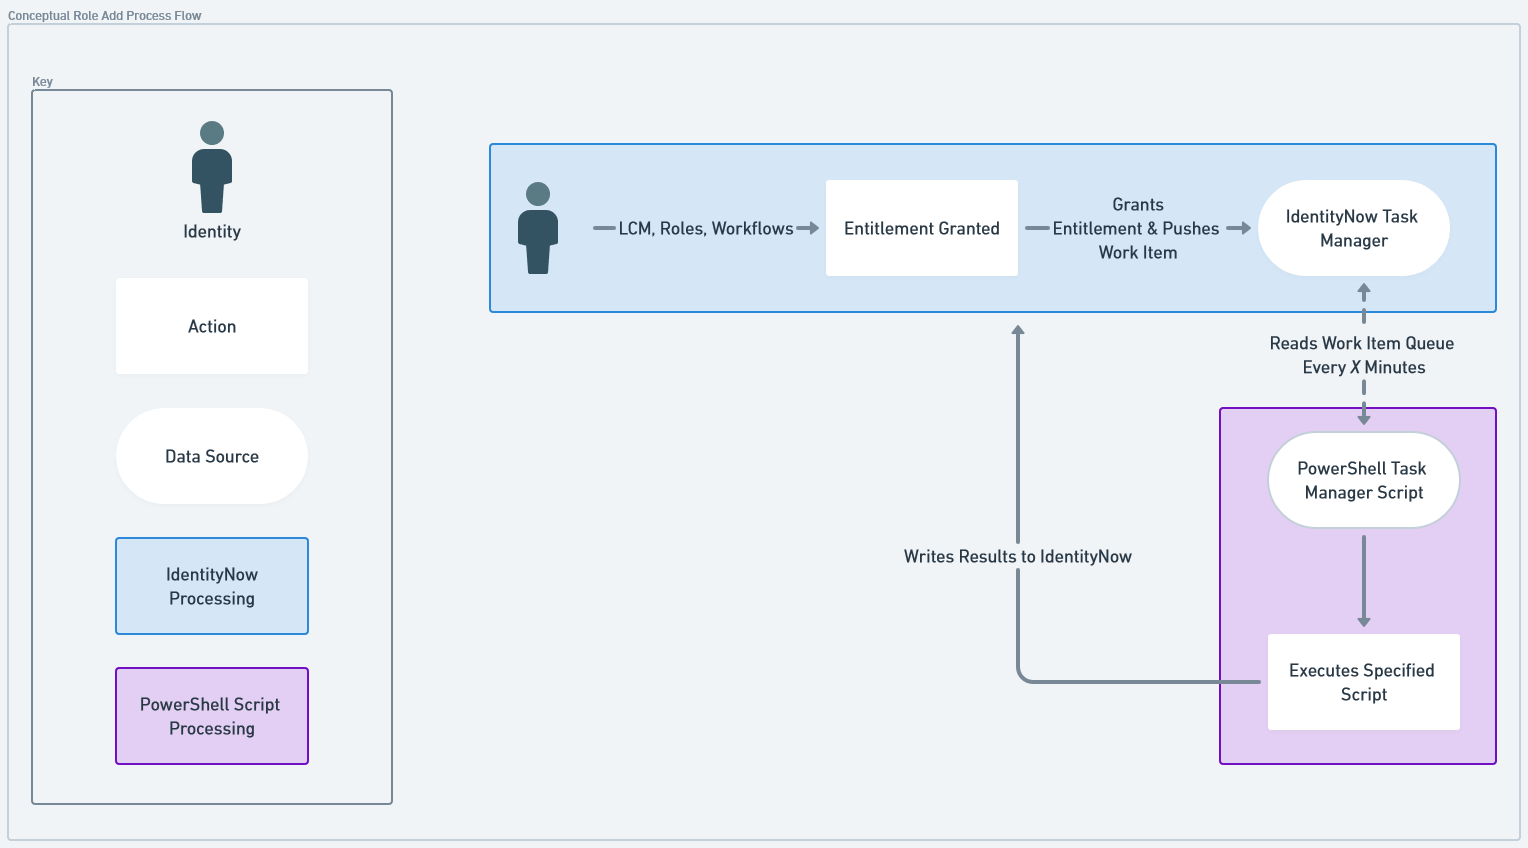 Conceptual Role Add Process Flow
Key
Identity
Action
Data Source
IdentityNow
Processing
PowerShell Script
Processing
LCM, Roles, Workflows
Entitlement Granted
Grants
Entitlement & Pushes
Work Item
IdentityNow Task
Manager
Reads Work Item Queue
Every X Minutes
PowerShell Task
Manager Script
Executes Specified
Script
Writes Results to IdentityNow